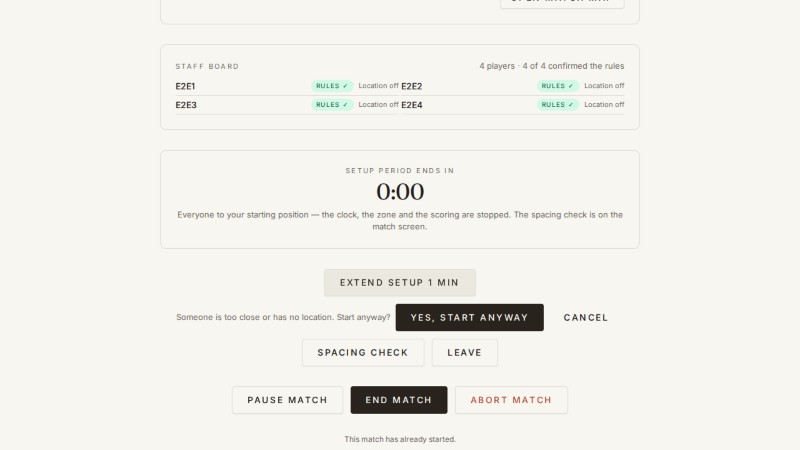 STAFF BOARD
4 players · 4 of 4 confirmed the rules
E2E1 RULES ✓ Location off E2E2 RULES ✓ Location off
E2E3 RULES ✓ Location off E2E4 RULES ✓ Location off
SETUP PERIOD ENDS IN
0:00
Everyone to your starting position — the clock, the zone and the scoring are stopped. The spacing check is on the
match screen.
EXTEND SETUP 1 MIN
Someone is too close or has no location. Start anyway? YES, START ANYWAY CANCEL
SPACING CHECK LEAVE
PAUSE MATCH END MATCH ABORT MATCH
This match has already started.